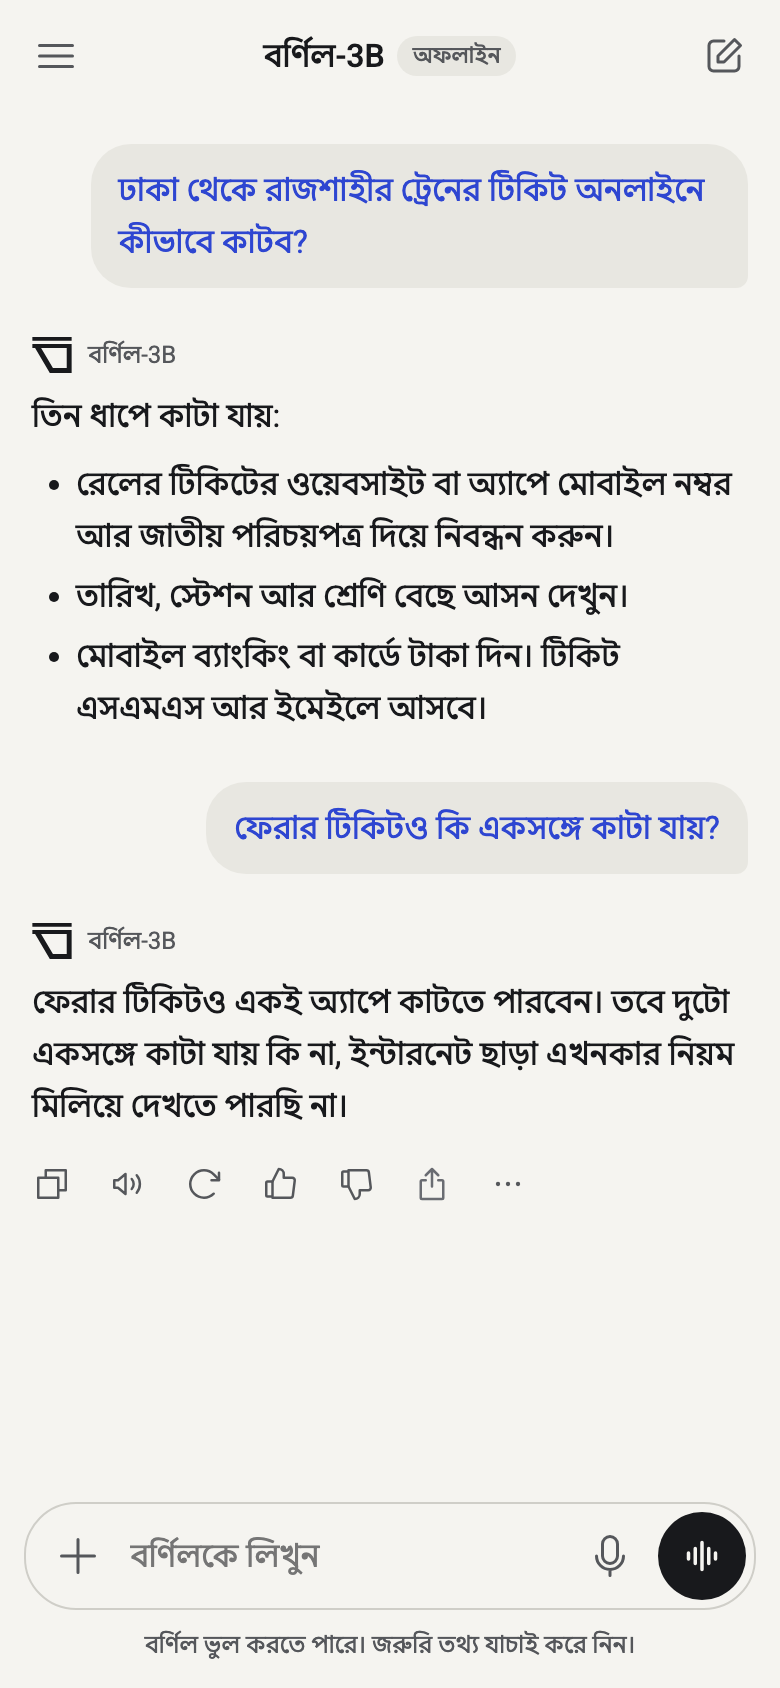 বর্ণিল-3B অফলাইন
ঢাকা থেকে রাজশাহীর ট্রেনের টিকিট অনলাইনে
কীভাবে কাটব?
বর্ণিল-3B
তিন ধাপে কাটা যায়:
• রেলের টিকিটের ওয়েবসাইট বা অ্যাপে মোবাইল নম্বর
আর জাতীয় পরিচয়পত্র দিয়ে নিবন্ধন করুন।
• তারিখ, স্টেশন আর শ্রেণি বেছে আসন দেখুন।
• মোবাইল ব্যাংকিং বা কার্ডে টাকা দিন। টিকিট
এসএমএস আর ইমেইলে আসবে।
ফেরার টিকিটও কি একসঙ্গে কাটা যায়?
বর্ণিল-3B
ফেরার টিকিটও একই অ্যাপে কাটতে পারবেন। তবে দুটো
একসঙ্গে কাটা যায় কি না, ইন্টারনেট ছাড়া এখনকার নিয়ম
মিলিয়ে দেখতে পারছি না।
বর্ণিলকে লিখুন
বর্ণিল ভুল করতে পারে। জরুরি তথ্য যাচাই করে নিন।